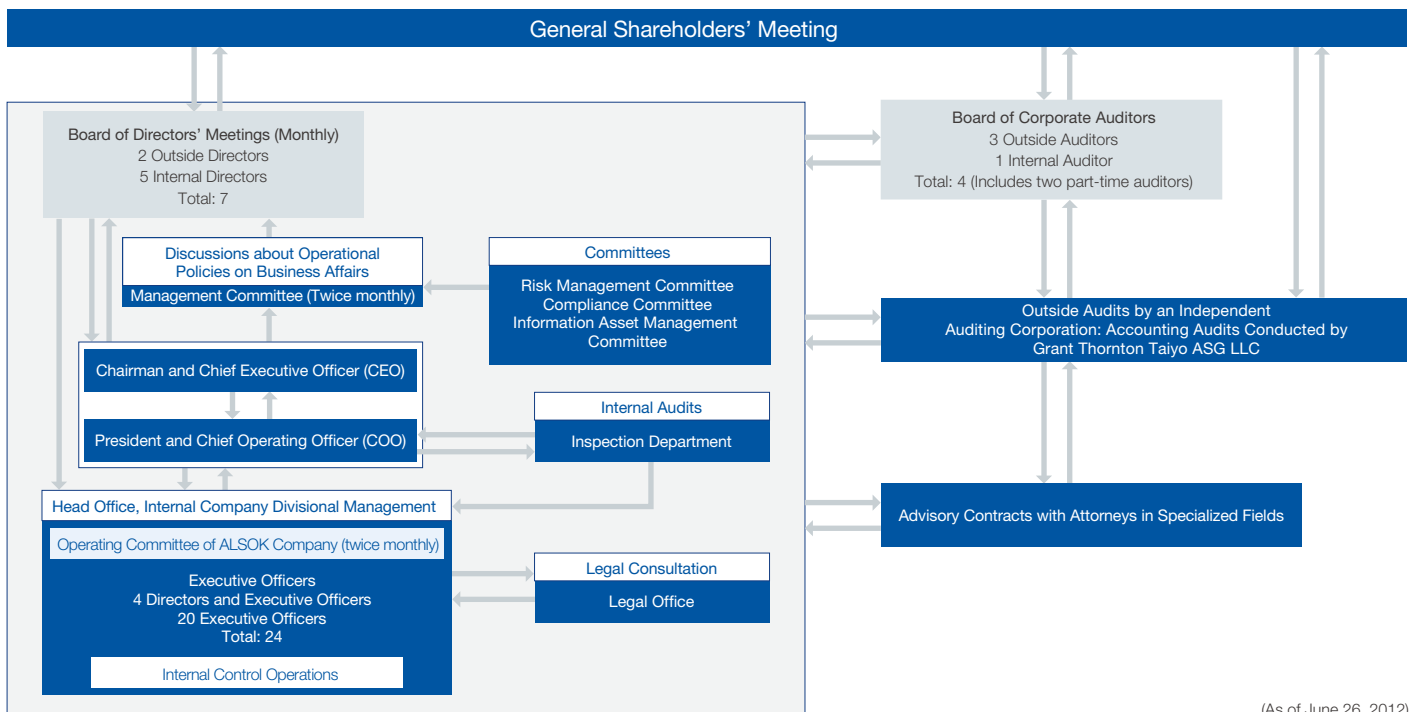 General Shareholders’ Meeting
Board of Directors’ Meetings (Monthly)
2 Outside Directors
5 Internal Directors
Total: 7
Board of Corporate Auditors
3 Outside Auditors
1 Internal Auditor
Total: 4 (Includes two part-time auditors)
Discussions about Operational
Policies on Business Affairs
Management Committee (Twice monthly)
Committees
Risk Management Committee
Compliance Committee
Information Asset Management
Committee
Outside Audits by an Independent
Auditing Corporation: Accounting Audits Conducted by
Grant Thornton Taiyo ASG LLC
Chairman and Chief Executive Officer (CEO)
President and Chief Operating Officer (COO)
Internal Audits
Inspection Department
Head Office, Internal Company Divisional Management
Operating Committee of ALSOK Company (twice monthly)
Executive Officers
4 Directors and Executive Officers
20 Executive Officers
Total: 24
Internal Control Operations
Legal Consultation
Legal Office
Advisory Contracts with Attorneys in Specialized Fields
(As of June 26, 2012)